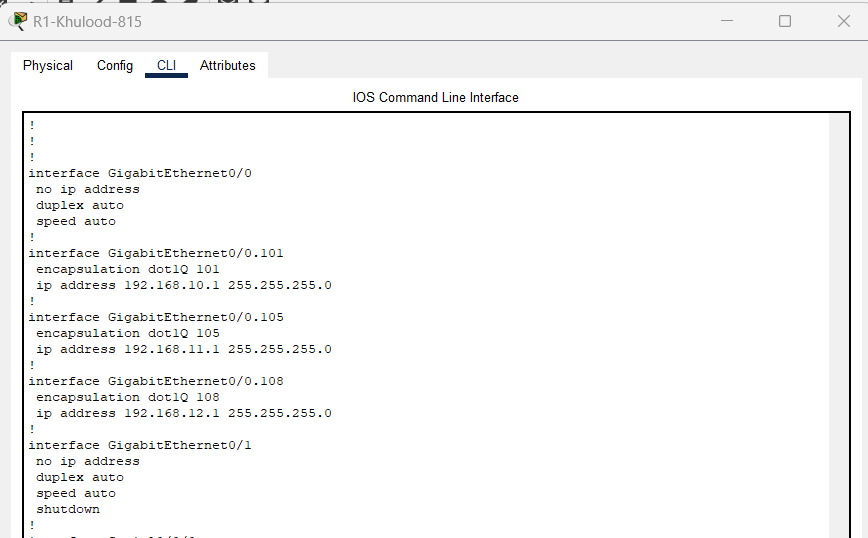 R1-Khulood-815
Physical Config CLI Attributes
IOS Command Line Interface
!
!
!
interface GigabitEthernet0/0
 no ip address
 duplex auto
 speed auto
!
interface GigabitEthernet0/0.101
 encapsulation dot1Q 101
 ip address 192.168.10.1 255.255.255.0
!
interface GigabitEthernet0/0.105
 encapsulation dot1Q 105
 ip address 192.168.11.1 255.255.255.0
!
interface GigabitEthernet0/0.108
 encapsulation dot1Q 108
 ip address 192.168.12.1 255.255.255.0
!
interface GigabitEthernet0/1
 no ip address
 duplex auto
 speed auto
 shutdown
!